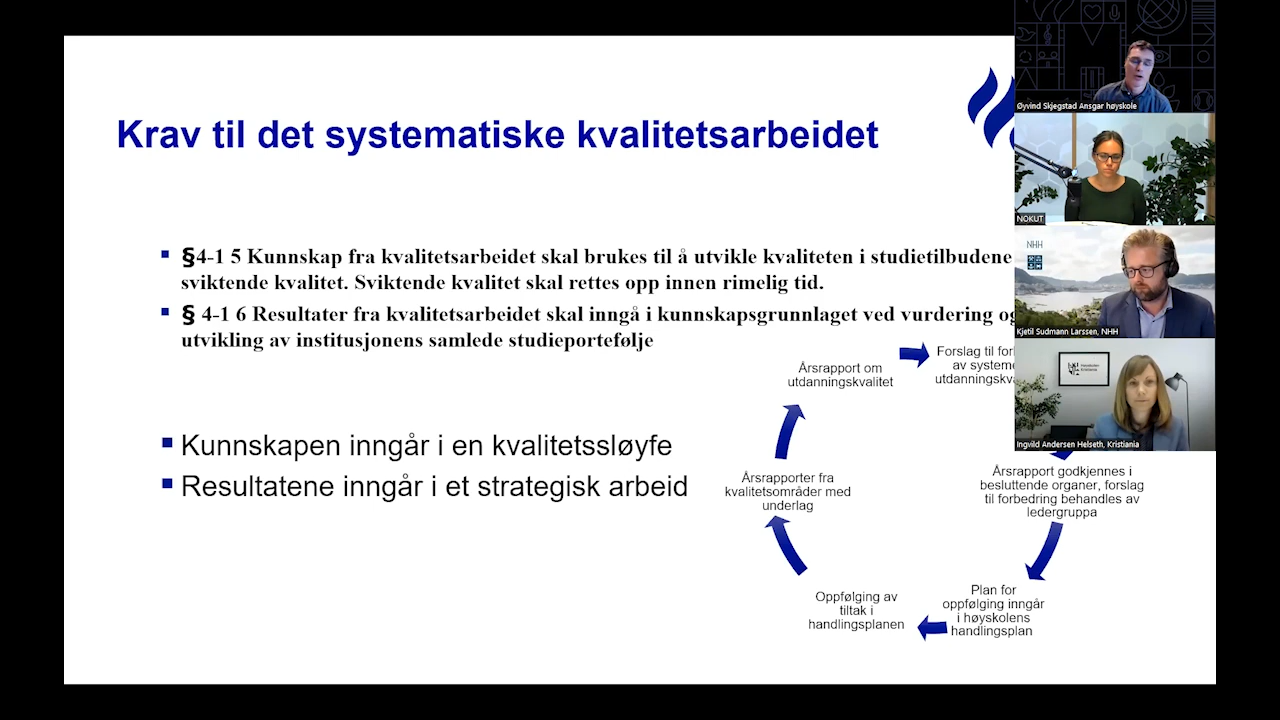 Krav til det systematiske kvalitetsarbeidet
§4-1 5 Kunnskap fra kvalitetsarbeidet skal brukes til å utvikle kvaliteten i studietilbudene
sviktende kvalitet. Sviktende kvalitet skal rettes opp innen rimelig tid.
§ 4-1 6 Resultater fra kvalitetsarbeidet skal inngå i kunnskapsgrunnlaget ved vurdering
utvikling av institusjonens samlede studieportefølje
Kunnskapen inngår i en kvalitetssløyfe
Resultatene inngår i et strategisk arbeid
Årsrapport om
utdanningskvalitet
Forslag til
av
Årsrapport godkjennes i
besluttende organer, forslag
til forbedring behandles av
ledergruppa
Plan for
oppfølging inngår
i høyskolens
handlingsplan
Oppfølging av
tiltak i
handlingsplanen
Årsrapporter fra
kvalitetsområder med
underlag
Øyvind Skjegstad Ansgar høyskole
NOKUT
NHH
Kjetil Sudmann Larssen, NHH
Ingvild Andersen Helseth, Kristiania